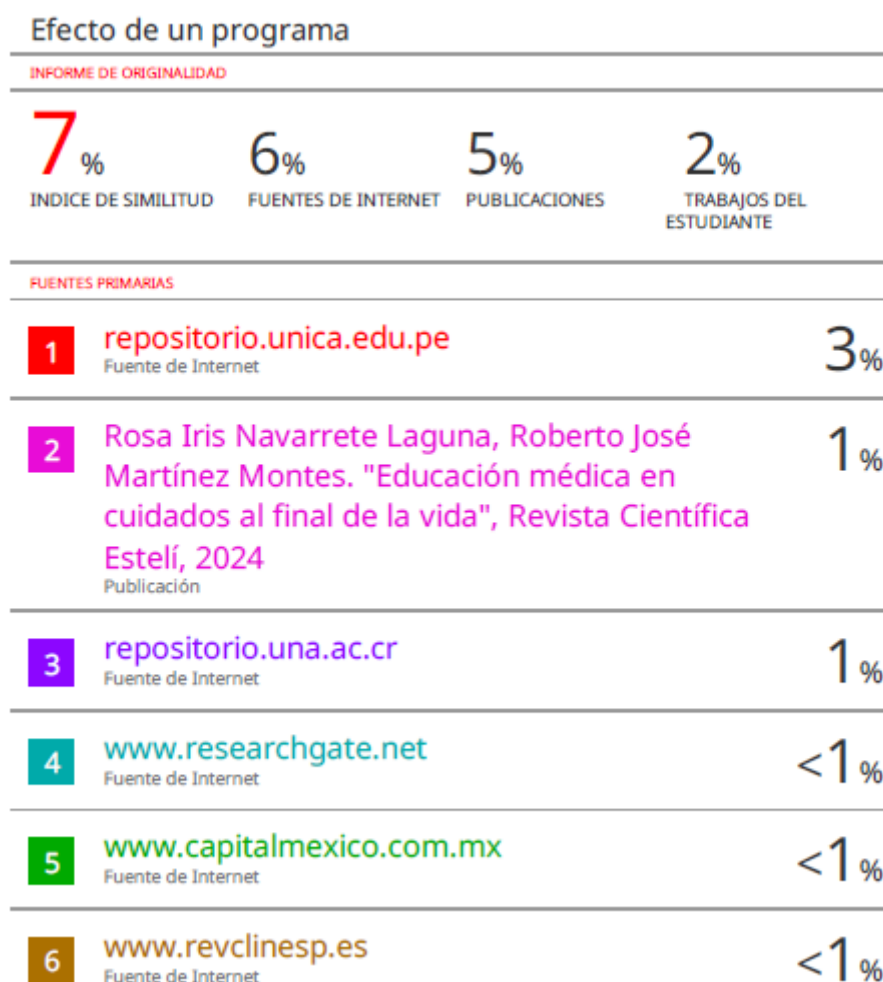 Efecto de un programa
INFORME DE ORIGINALIDAD
7%
6%
5%
2%
INDICE DE SIMILITUD
FUENTES DE INTERNET
PUBLICACIONES
TRABAJOS DEL
ESTUDIANTE
FUENTES PRIMARIAS
1
repositorio.unica.edu.pe
Fuente de Internet
3%
2
Rosa Iris Navarrete Laguna, Roberto José
Martínez Montes. "Educación médica en
cuidados al final de la vida", Revista Científica
Estelí, 2024
Publicación
1%
3
repositorio.una.ac.cr
Fuente de Internet
1%
4
www.researchgate.net
Fuente de Internet
<1%
5
www.capitalmexico.com.mx
Fuente de Internet
<1%
6
www.revclinesp.es
Fuente de Internet
<1%